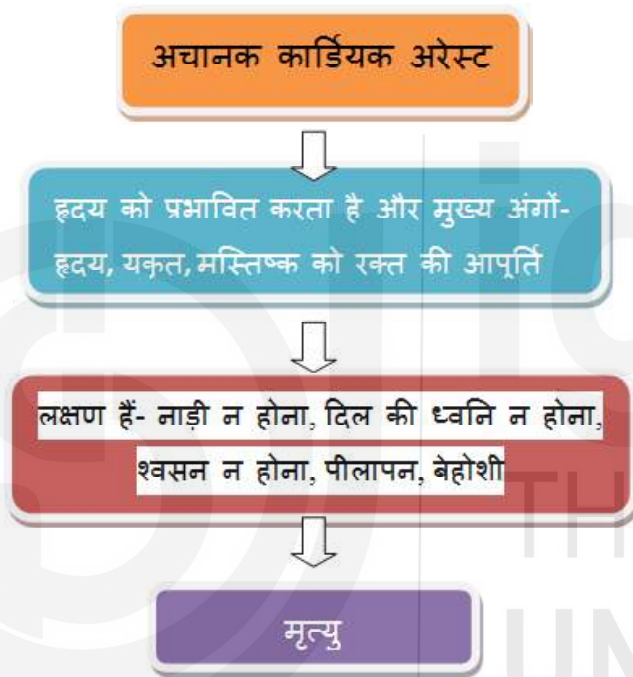 अचानक कार्डियक अरेस्ट
हृदय को प्रभावित करता है और मुख्य अंगों-
हृदय, यकृत, मस्तिष्क को रक्त की आपूर्ति
लक्षण हैं- नाड़ी न होना, दिल की ध्वनि न होना,
श्वसन न होना, पीलापन, बेहोशी
मृत्यु